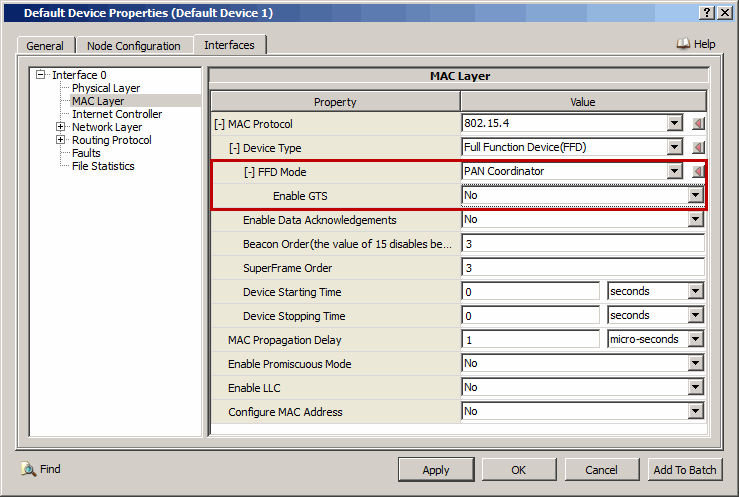 Default Device Properties (Default Device 1)
General Node Configuration Interfaces Help
Interface 0
Physical Layer
MAC Layer
Internet Controller
Network Layer
Routing Protocol
Faults
File Statistics
MAC Layer
Property Value
[-] MAC Protocol 802.15.4
[-] Device Type Full Function Device(FFD)
[-] FFD Mode PAN Coordinator
Enable GTS No
Enable Data Acknowledgements No
Beacon Order(the value of 15 disables be... 3
SuperFrame Order 3
Device Starting Time 0 seconds
Device Stopping Time 0 seconds
MAC Propagation Delay 1 micro-seconds
Enable Promiscuous Mode No
Enable LLC No
Configure MAC Address No
Find Apply OK Cancel Add To Batch